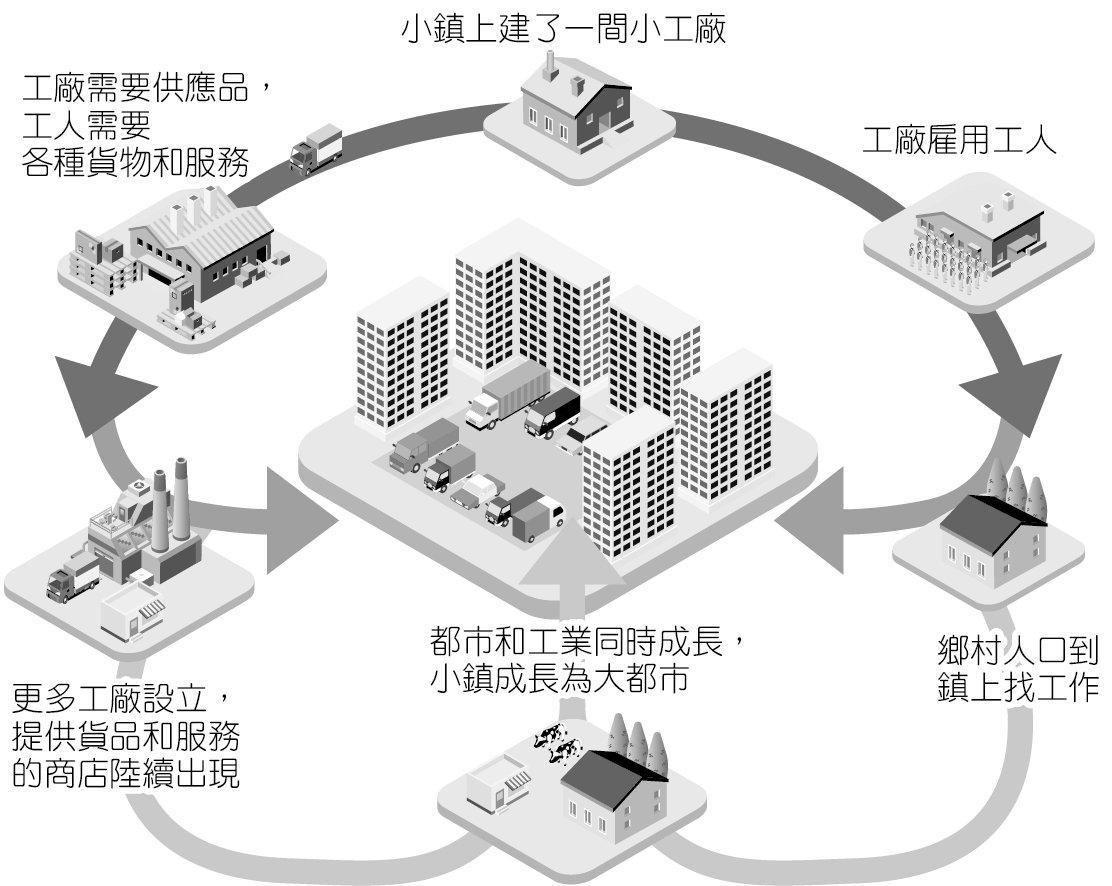 小鎮上建了一間小工廠
工廠需要供應品，
工人需要
各種貨物和服務
工廠雇用工人
都市和工業同時成長，
小鎮成長為大都市
鄉村人口到
鎮上找工作
更多工廠設立，
提供貨品和服務
的商店陸續出現